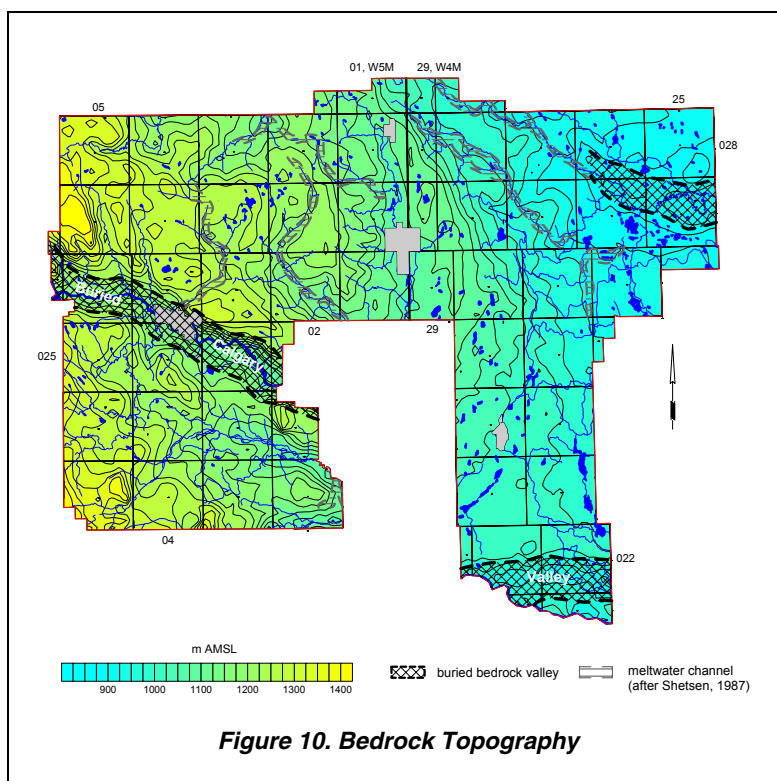 01, W5M
29, W4M
05
25
028
Buried
Calgary
02
29
025
04
022
Valley
m AMSL
900
1000
1100
1200
1300
1400
buried bedrock valley
meltwater channel
(after Shetsen, 1987)
Figure 10. Bedrock Topography